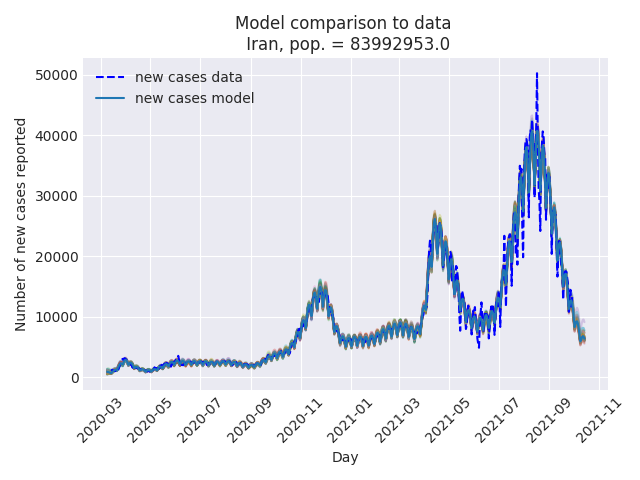 Model comparison to data
Iran, pop. = 83992953.0
new cases data
new cases model
Number of new cases reported
50000
40000
30000
20000
10000
0
2020-03
2020-05
2020-07
2020-09
2020-11
2021-01
2021-03
2021-05
2021-07
2021-09
2021-11
Day